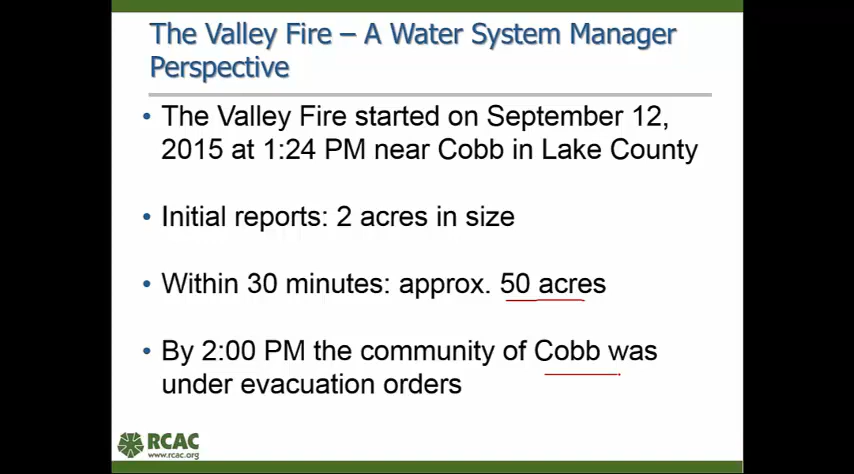 The Valley Fire – A Water System Manager
Perspective
• The Valley Fire started on September 12,
2015 at 1:24 PM near Cobb in Lake County
• Initial reports: 2 acres in size
• Within 30 minutes: approx. 50 acres
• By 2:00 PM the community of Cobb was
under evacuation orders
RCAC
www.rcac.org